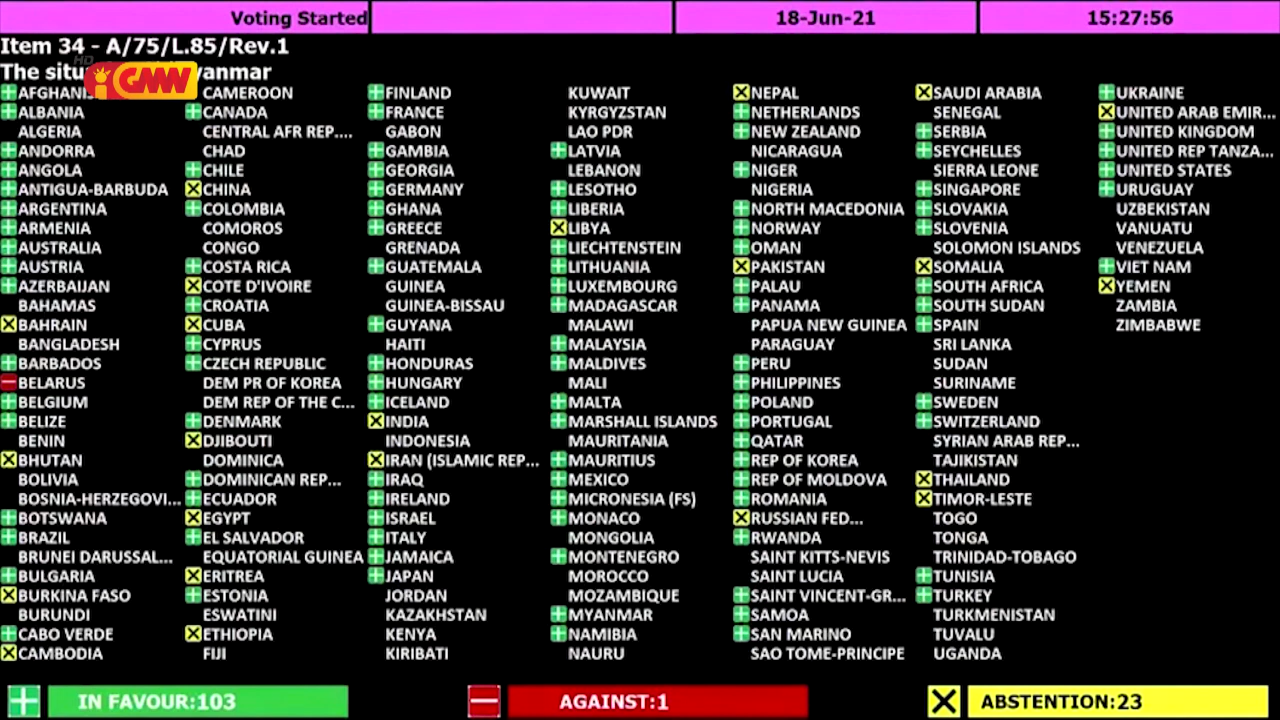 Voting Started 18-Jun-21 15:27:56
Item 34 - A/75/L.85/Rev.1
HD
GMW
The situ yanmar
AFGHANIS
ALBANIA
ALGERIA
ANDORRA
ANGOLA
ANTIGUA-BARBUDA
ARGENTINA
ARMENIA
AUSTRALIA
AUSTRIA
AZERBAIJAN
BAHAMAS
BAHRAIN
BANGLADESH
BARBADOS
BELARUS
BELGIUM
BELIZE
BENIN
BHUTAN
BOLIVIA
BOSNIA-HERZEGOVI...
BOTSWANA
BRAZIL
BRUNEI DARUSSAL...
BULGARIA
BURKINA FASO
BURUNDI
CABO VERDE
CAMBODIA
CAMEROON
CANADA
CENTRAL AFR REP....
CHAD
CHILE
CHINA
COLOMBIA
COMOROS
CONGO
COSTA RICA
COTE D'IVOIRE
CROATIA
CUBA
CYPRUS
CZECH REPUBLIC
DEM PR OF KOREA
DEM REP OF THE C...
DENMARK
DJIBOUTI
DOMINICA
DOMINICAN REP...
ECUADOR
EGYPT
EL SALVADOR
EQUATORIAL GUINEA
ERITREA
ESTONIA
ESWATINI
ETHIOPIA
FIJI
FINLAND
FRANCE
GABON
GAMBIA
GEORGIA
GERMANY
GHANA
GREECE
GRENADA
GUATEMALA
GUINEA
GUINEA-BISSAU
GUYANA
HAITI
HONDURAS
HUNGARY
ICELAND
INDIA
INDONESIA
IRAN (ISLAMIC REP...
IRAQ
IRELAND
ISRAEL
ITALY
JAMAICA
JAPAN
JORDAN
KAZAKHSTAN
KENYA
KIRIBATI
KUWAIT
KYRGYZSTAN
LAO PDR
LATVIA
LEBANON
LESOTHO
LIBERIA
LIBYA
LIECHTENSTEIN
LITHUANIA
LUXEMBOURG
MADAGASCAR
MALAWI
MALAYSIA
MALDIVES
MALI
MALTA
MARSHALL ISLANDS
MAURITANIA
MAURITIUS
MEXICO
MICRONESIA (FS)
MONACO
MONGOLIA
MONTENEGRO
MOROCCO
MOZAMBIQUE
MYANMAR
NAMIBIA
NAURU
NEPAL
NETHERLANDS
NEW ZEALAND
NICARAGUA
NIGER
NIGERIA
NORTH MACEDONIA
NORWAY
OMAN
PAKISTAN
PALAU
PANAMA
PAPUA NEW GUINEA
PARAGUAY
PERU
PHILIPPINES
POLAND
PORTUGAL
QATAR
REP OF KOREA
REP OF MOLDOVA
ROMANIA
RUSSIAN FED...
RWANDA
SAINT KITTS-NEVIS
SAINT LUCIA
SAINT VINCENT-GR...
SAMOA
SAN MARINO
SAO TOME-PRINCIPE
SAUDI ARABIA
SENEGAL
SERBIA
SEYCHELLES
SIERRA LEONE
SINGAPORE
SLOVAKIA
SLOVENIA
SOLOMON ISLANDS
SOMALIA
SOUTH AFRICA
SOUTH SUDAN
SPAIN
SRI LANKA
SUDAN
SURINAME
SWEDEN
SWITZERLAND
SYRIAN ARAB REP...
TAJIKISTAN
THAILAND
TIMOR-LESTE
TOGO
TONGA
TRINIDAD-TOBAGO
TUNISIA
TURKEY
TURKMENISTAN
TUVALU
UGANDA
UKRAINE
UNITED ARAB EMIR...
UNITED KINGDOM
UNITED REP TANZA...
UNITED STATES
URUGUAY
UZBEKISTAN
VANUATU
VENEZUELA
VIET NAM
YEMEN
ZAMBIA
ZIMBABWE
IN FAVOUR:103 AGAINST:1 ABSTENTION:23